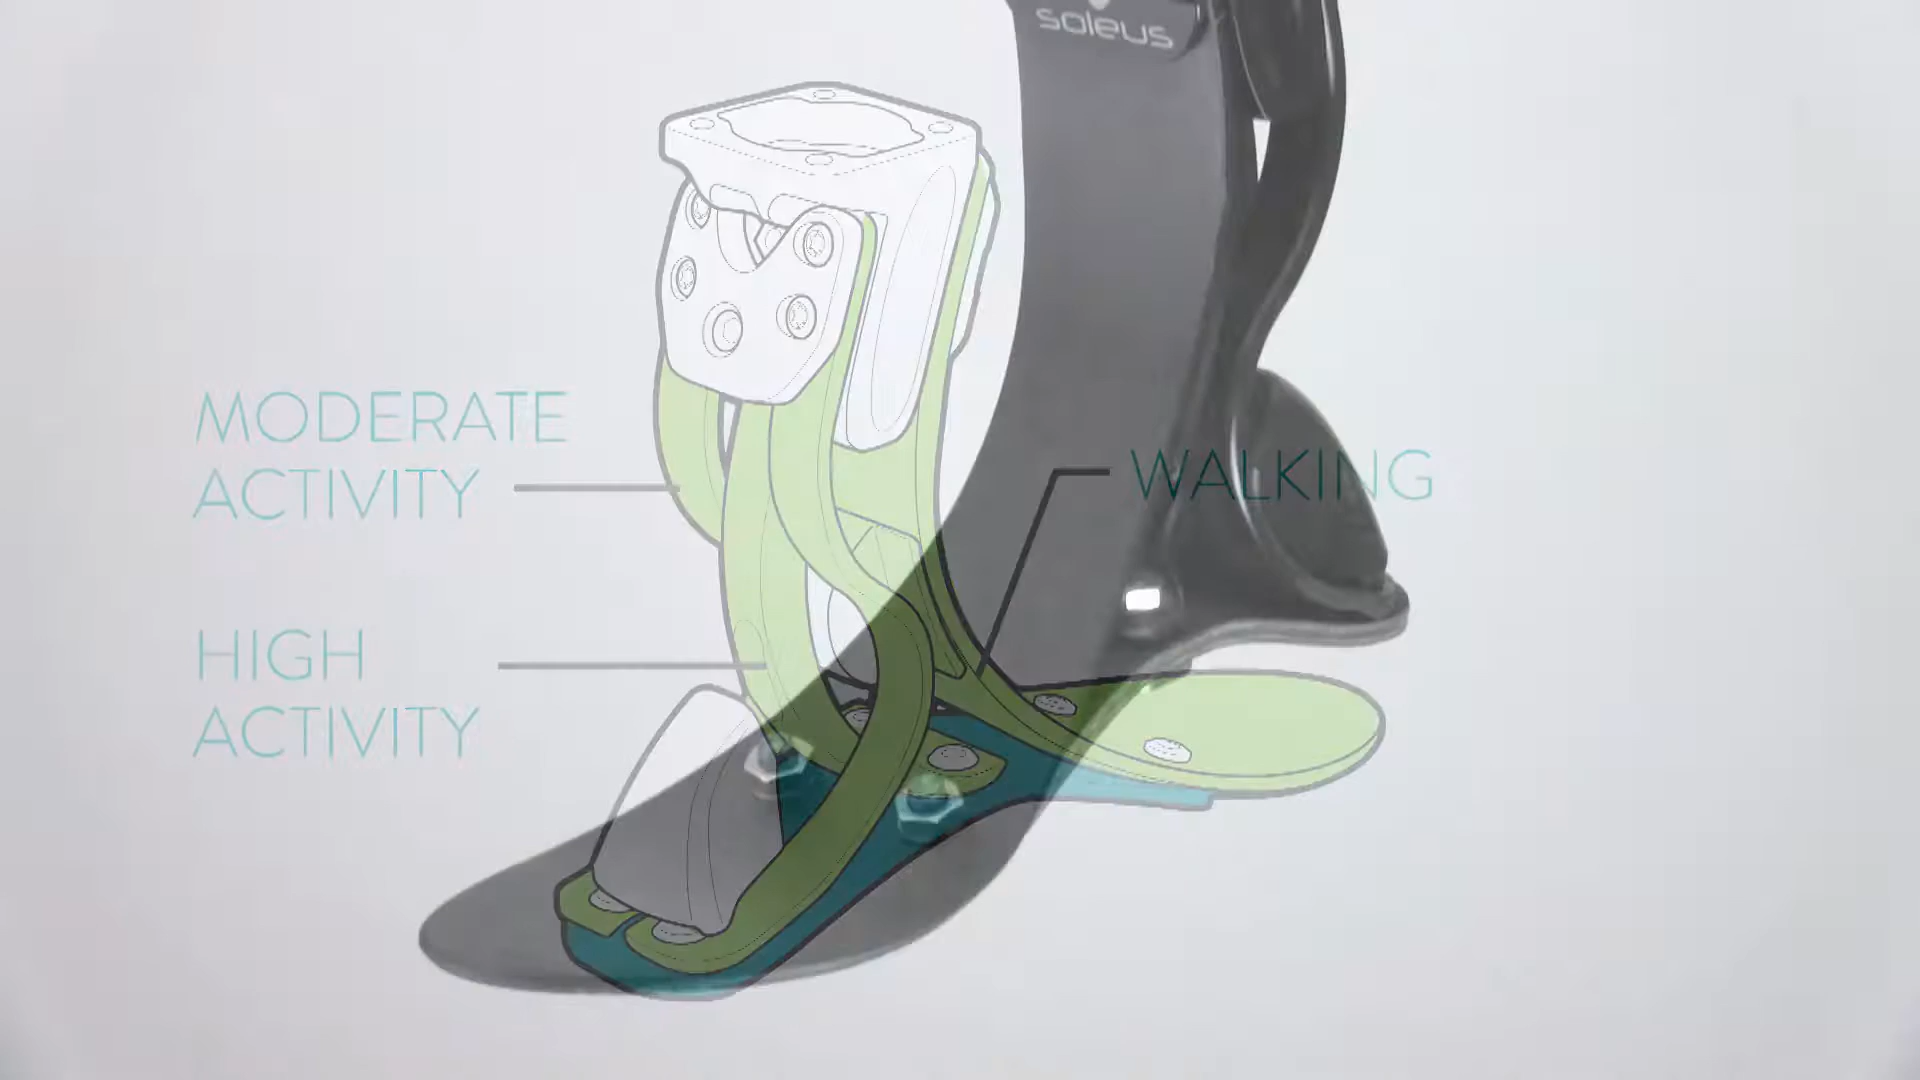 soleus
MODERATE
ACTIVITY
WALKING
HIGH
ACTIVITY